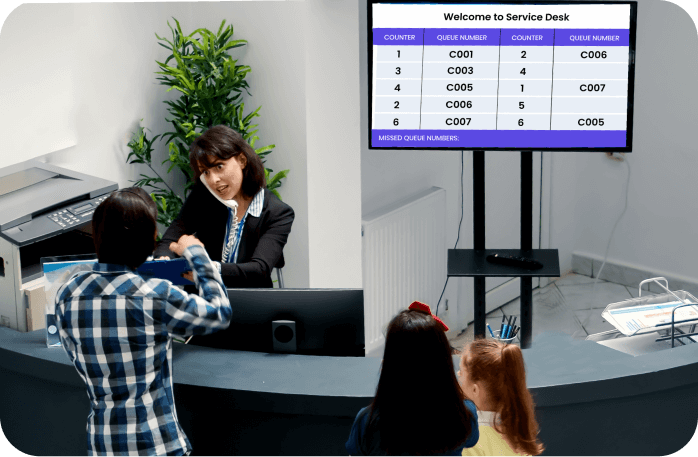 Welcome to Service Desk
COUNTER QUEUE NUMBER COUNTER QUEUE NUMBER
1 C001 2 C006
3 C003 4
4 C005 1 C007
2 C006 5
6 C007 6 C005
MISSED QUEUE NUMBERS: